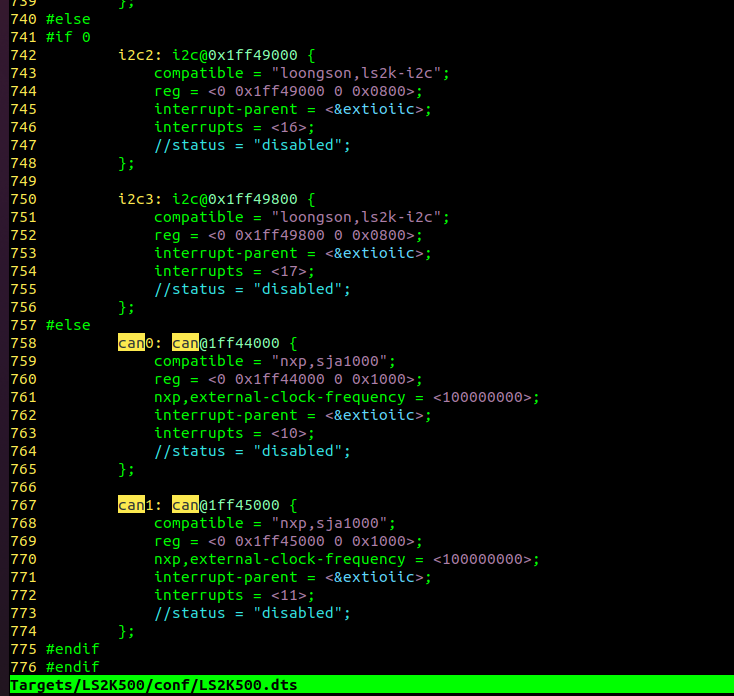 739         };
740 #else
741 #if 0
742         i2c2: i2c@0x1ff49000 {
743             compatible = "loongson,ls2k-i2c";
744             reg = <0 0x1ff49000 0 0x0800>;
745             interrupt-parent = <&extioiic>;
746             interrupts = <16>;
747             //status = "disabled";
748         };
749
750         i2c3: i2c@0x1ff49800 {
751             compatible = "loongson,ls2k-i2c";
752             reg = <0 0x1ff49800 0 0x0800>;
753             interrupt-parent = <&extioiic>;
754             interrupts = <17>;
755             //status = "disabled";
756         };
757 #else
758         can0: can@1ff44000 {
759             compatible = "nxp,sja1000";
760             reg = <0 0x1ff44000 0 0x1000>;
761             nxp,external-clock-frequency = <100000000>;
762             interrupt-parent = <&extioiic>;
763             interrupts = <10>;
764             //status = "disabled";
765         };
766
767         can1: can@1ff45000 {
768             compatible = "nxp,sja1000";
769             reg = <0 0x1ff45000 0 0x1000>;
770             nxp,external-clock-frequency = <100000000>;
771             interrupt-parent = <&extioiic>;
772             interrupts = <11>;
773             //status = "disabled";
774         };
775 #endif
776 #endif
Targets/LS2K500/conf/LS2K500.dts